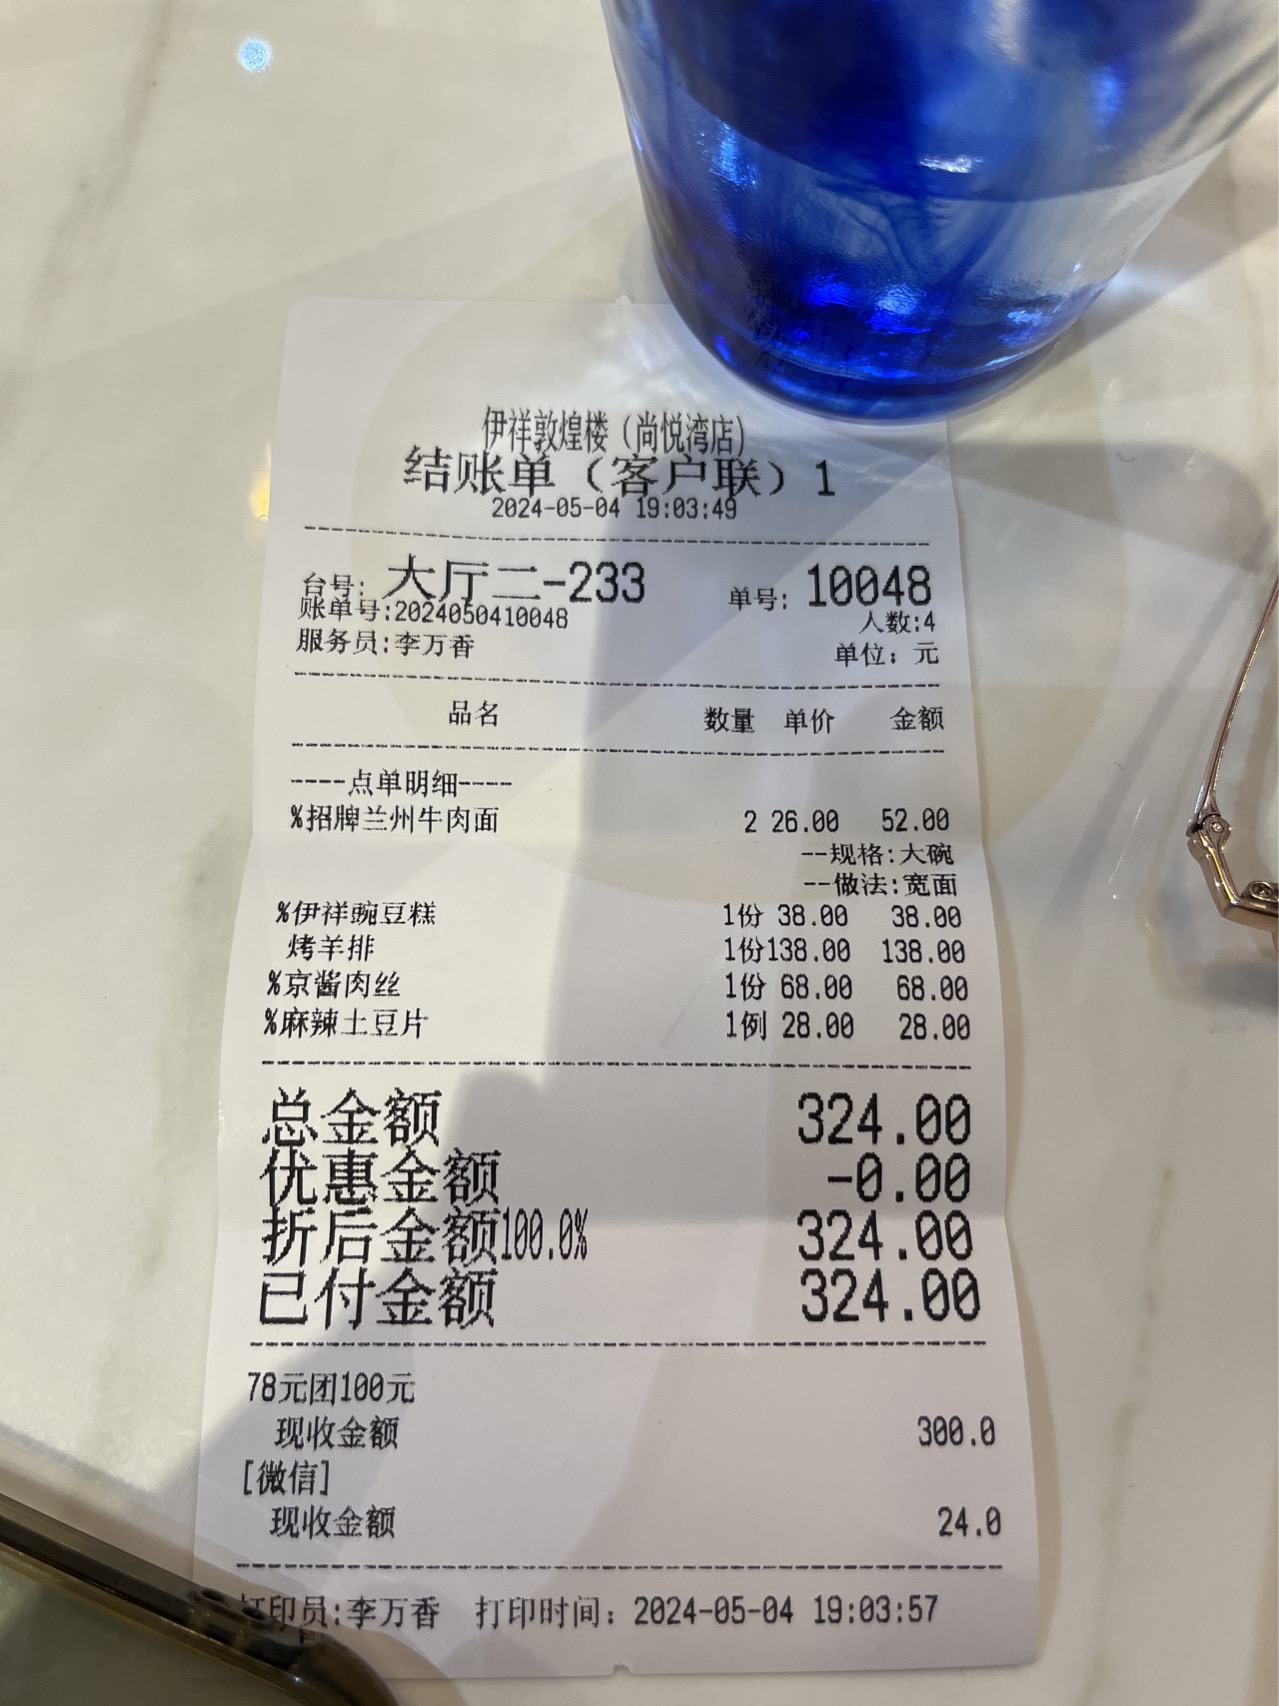 伊祥敦煌楼（尚悦湾店）
结账单（客户联）1
2024-05-04 19:03:49
台号: 大厅二-233 单号: 10048
账单号:2024050410048 人数:4
服务员:李万香 单位: 元
品名 数量 单价 金额
----点单明细----
%招牌兰州牛肉面 2 26.00 52.00
--规格:大碗
--做法:宽面
%伊祥豌豆糕 1份 38.00 38.00
烤羊排 1份138.00 138.00
%京酱肉丝 1份 68.00 68.00
%麻辣土豆片 1例 28.00 28.00
总金额 324.00
优惠金额 -0.00
折后金额100.0% 324.00
已付金额 324.00
78元团100元
现收金额 300.0
[微信]
现收金额 24.0
打印员:李万香 打印时间: 2024-05-04 19:03:57